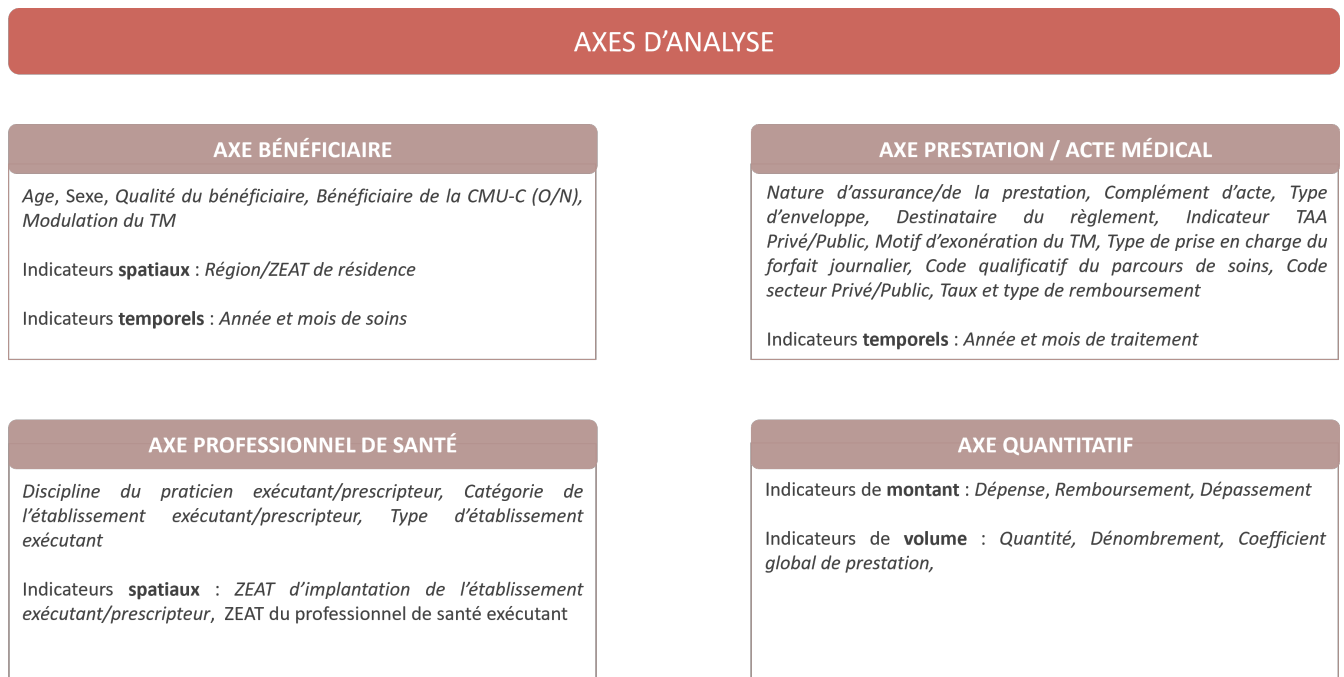 AXES D’ANALYSE
AXE BÉNÉFICIAIRE
Age, Sexe, Qualité du bénéficiaire, Bénéficiaire de la CMU-C (O/N),
Modulation du TM
Indicateurs spatiaux : Région/ZEAT de résidence
Indicateurs temporels : Année et mois de soins
AXE PRESTATION / ACTE MÉDICAL
Nature d’assurance/de la prestation, Complément d’acte, Type
d’enveloppe, Destinataire du règlement, Indicateur TAA
Privé/Public, Motif d’exonération du TM, Type de prise en charge du
forfait journalier, Code qualificatif du parcours de soins, Code
secteur Privé/Public, Taux et type de remboursement
Indicateurs temporels : Année et mois de traitement
AXE PROFESSIONNEL DE SANTÉ
Discipline du praticien exécutant/prescripteur, Catégorie de
l’établissement exécutant/prescripteur, Type d’établissement
exécutant
Indicateurs spatiaux : ZEAT d’implantation de l’établissement
exécutant/prescripteur, ZEAT du professionnel de santé exécutant
AXE QUANTITATIF
Indicateurs de montant : Dépense, Remboursement, Dépassement
Indicateurs de volume : Quantité, Dénombrement, Coefficient
global de prestation,